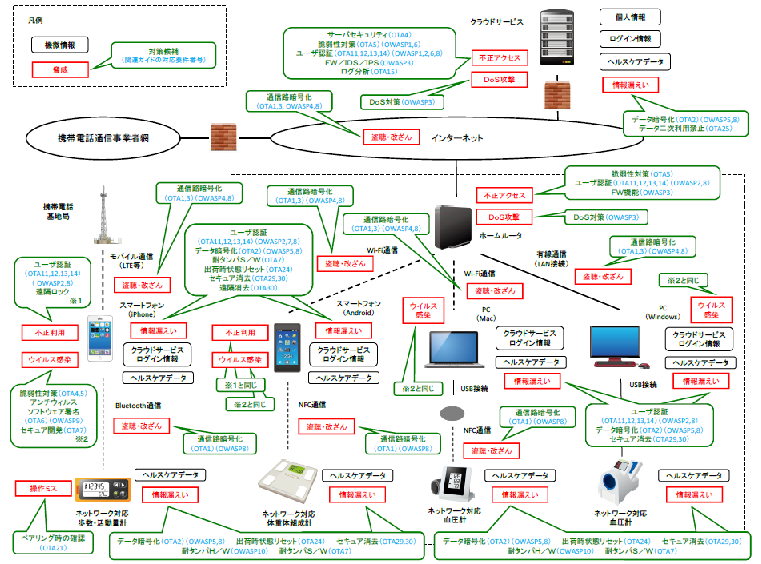 凡例
機微情報
脅威
対策候補
(関連ガイドの対応要件番号)
クラウドサービス
個人情報
ログイン情報
ヘルスケアデータ
情報漏えい
サーバセキュリティ(OTA4)
脆弱性対策(OTA5)(OWASP1,6)
ユーザ認証(OTA11,12,13,14)(OWASP1,2,6,8)
FW/IDS/IPS(OWASP3)
ログ分析(OTA15)
不正アクセス
DoS攻撃
DoS対策(OWASP3)
データ暗号化(OTA2)(OWASP5,8)
データ二次利用禁止(OTA28)
通信路暗号化
(OTA1,3)(OWASP4,8)
盗聴・改ざん
インターネット
携帯電話通信事業者網
携帯電話
基地局
通信路暗号化
(OTA1,3)(OWASP4,8)
モバイル通信
(LTE等)
盗聴・改ざん
通信路暗号化
(OTA1,3)(OWASP4,8)
Wi-Fi通信
盗聴・改ざん
通信路暗号化
(OTA1,3)(OWASP4,8)
Wi-Fi通信
盗聴・改ざん
不正アクセス
DoS攻撃
ホームルータ
脆弱性対策(OTA5)
ユーザ認証(OTA11,12,13,14)(OWASP2,8)
FW機能(OWASP3)
DoS対策(OWASP3)
有線通信
(LAN接続)
通信路暗号化
(OTA1,3)(OWASP4,8)
盗聴・改ざん
※2と同じ
ユーザ認証
(OTA11,12,13,14)
(OWASP2,8)
遠隔ロック
※1
不正利用
ウイルス感染
脆弱性対策(OTA4,5)
アンチウィルス
ソフトウェア署名
(OTA6)(OWASP9)
セキュア開発(OTA7)
※2
スマートフォン
(iPhone)
情報漏えい
クラウドサービス
ログイン情報
ヘルスケアデータ
ユーザ認証
(OTA11,12,13,14)(OWASP2,7,8)
データ暗号化(OTA2)(OWASP5,8)
耐タンパS/W(OTA7)
出荷時状態リセット(OTA24)
セキュア消去(OTA29,30)
遠隔消去(OTA30)
不正利用
ウイルス感染
※1と同じ
※2と同じ
スマートフォン
(Android)
情報漏えい
クラウドサービス
ログイン情報
ヘルスケアデータ
ウイルス
感染
※2と同じ
PC
(Mac)
クラウドサービス
ログイン情報
ヘルスケアデータ
情報漏えい
PC
(Windows)
ウイルス
感染
クラウドサービス
ログイン情報
ヘルスケアデータ
情報漏えい
ユーザ認証
(OTA11,12,13,14,)(OWASP2,8)
データ暗号化(OTA2)(OWASP5,8)
セキュア消去(OTA29,30)
Bluetooth通信
盗聴・改ざん
通信路暗号化
(OTA1)(OWASP8)
NFC通信
盗聴・改ざん
通信路暗号化
(OTA1)(OWASP8)
USB接続
NFC通信
盗聴・改ざん
通信路暗号化
(OTA1)(OWASP8)
USB接続
操作ミス
ペアリング時の確認
(OTA21)
ネットワーク対応
歩数・活動量計
ヘルスケアデータ
情報漏えい
ネットワーク対応
体重体組成計
ヘルスケアデータ
情報漏えい
ネットワーク対応
血圧計
ヘルスケアデータ
情報漏えい
ネットワーク対応
血圧計
ヘルスケアデータ
情報漏えい
データ暗号化(OTA2)(OWASP5,8) 出荷時状態リセット(OTA24) セキュア消去(OTA29,30)
耐タンパH/W(OWASP10) 耐タンパS/W(OTA7)
データ暗号化(OTA2)(OWASP5,8) 出荷時状態リセット(OTA24) セキュア消去(OTA29,30)
耐タンパH/W(OWASP10) 耐タンパS/W(OTA7)